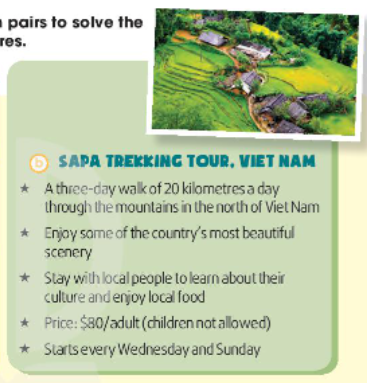 pairs to solve the
res.
b SAPA TREKKING TOUR, VIET NAM
★ A three-day walk of 20 kilometres a day
through the mountains in the north of Viet Nam
★ Enjoy some of the country's most beautiful
scenery
★ Stay with local people to learn about their
culture and enjoy local food
★ Price: $80/adult (children not allowed)
★ Starts every Wednesday and Sunday